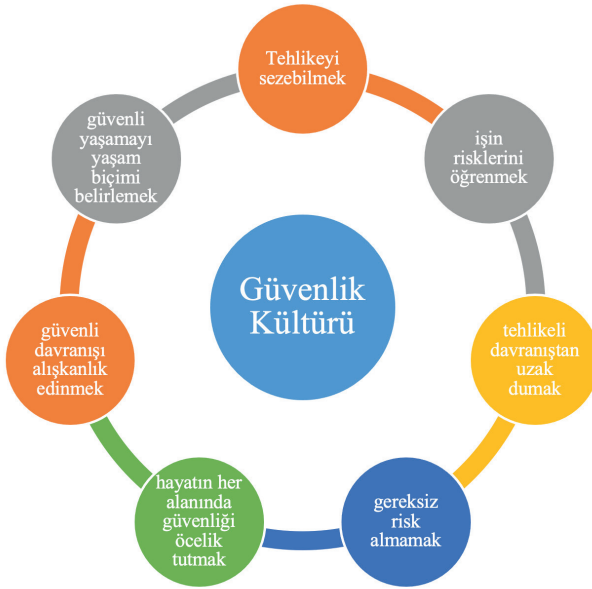 Tehlikeyi
sezebilmek
işin
risklerini
öğrenmek
tehlikeli
davranıştan
uzak
dumak
gereksiz
risk
almamak
hayatın her
alanında
güvenliği
öcelik
tutmak
güvenli
davranışı
alışkanlık
edinmek
güvenli
yaşamayı
yaşam
biçimi
belirlemek
Güvenlik
Kültürü